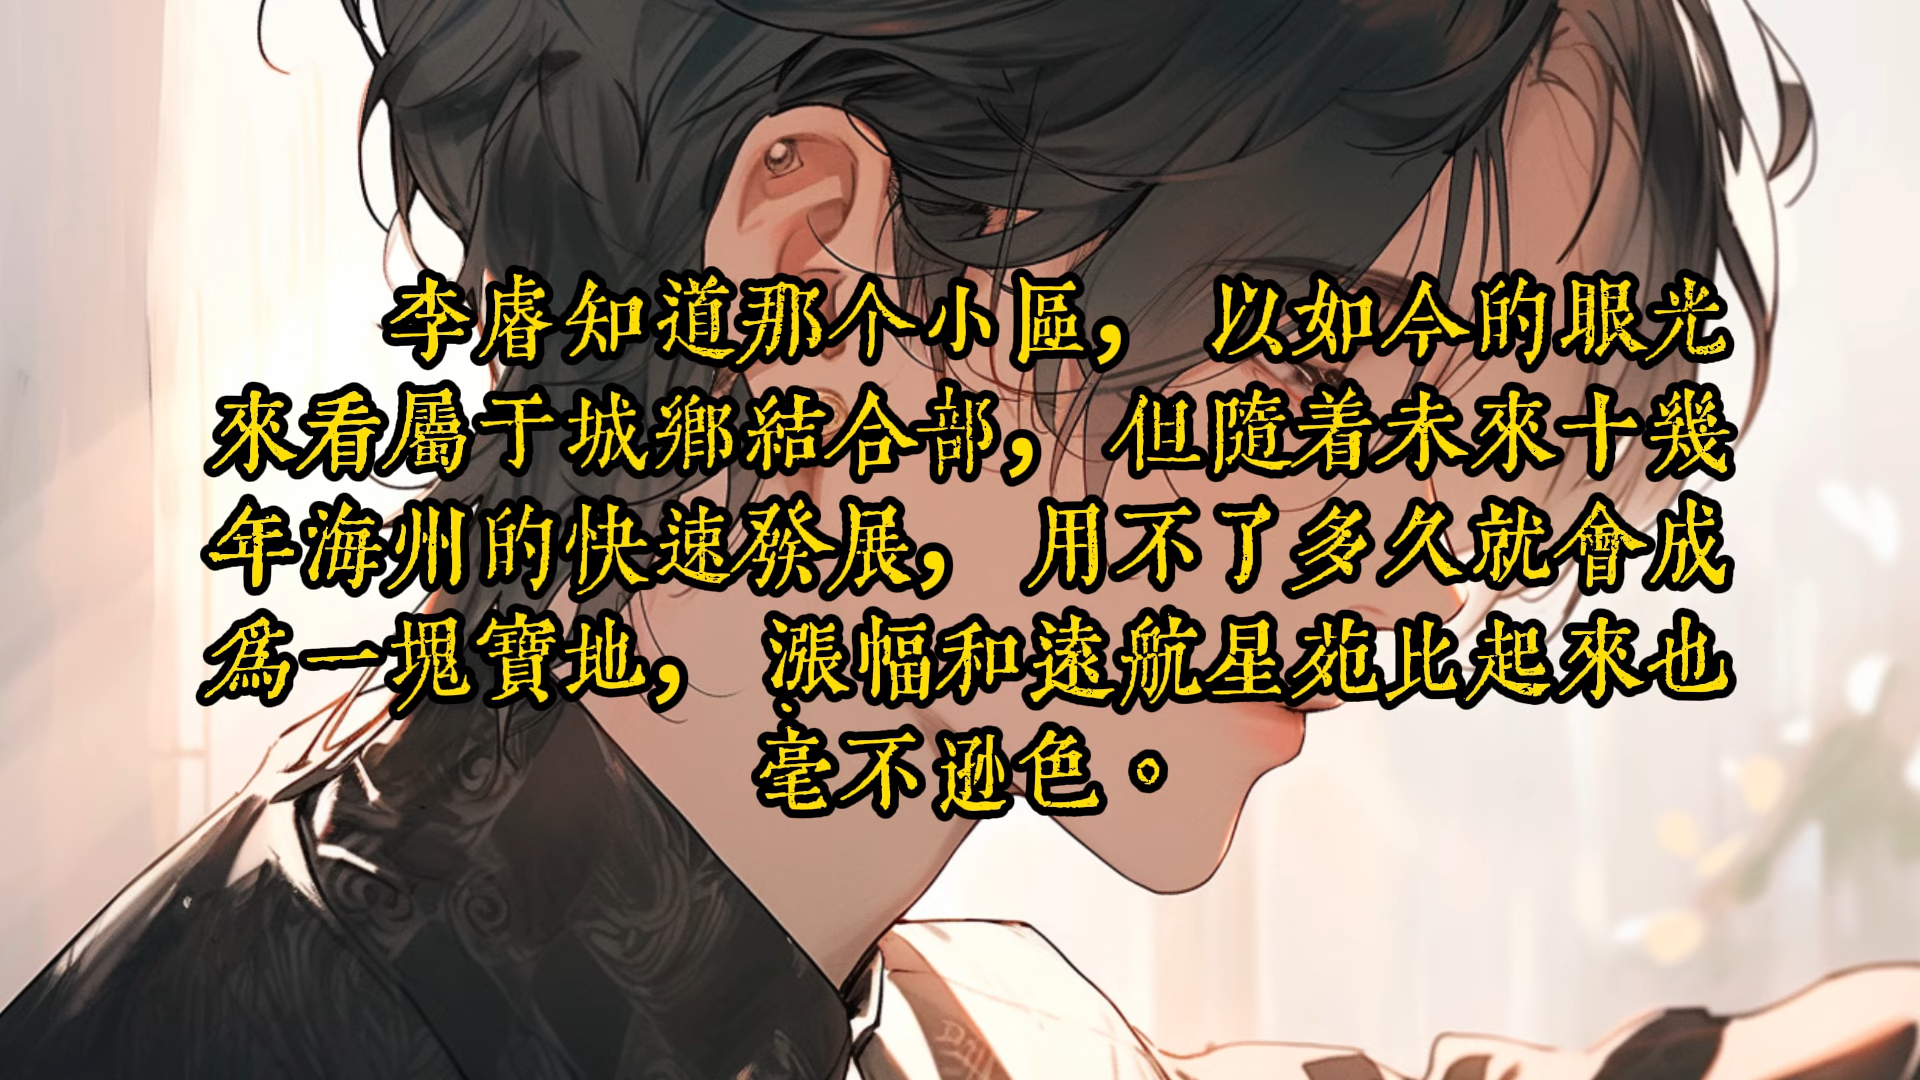 李睿知道那个小區，以如今的眼光
來看屬于城鄉結合部，但隨着未來十幾
年海州的快速發展，用不了多久就會成
爲一塊寶地，漲幅和遠航星苑比起來也
毫不遜色。